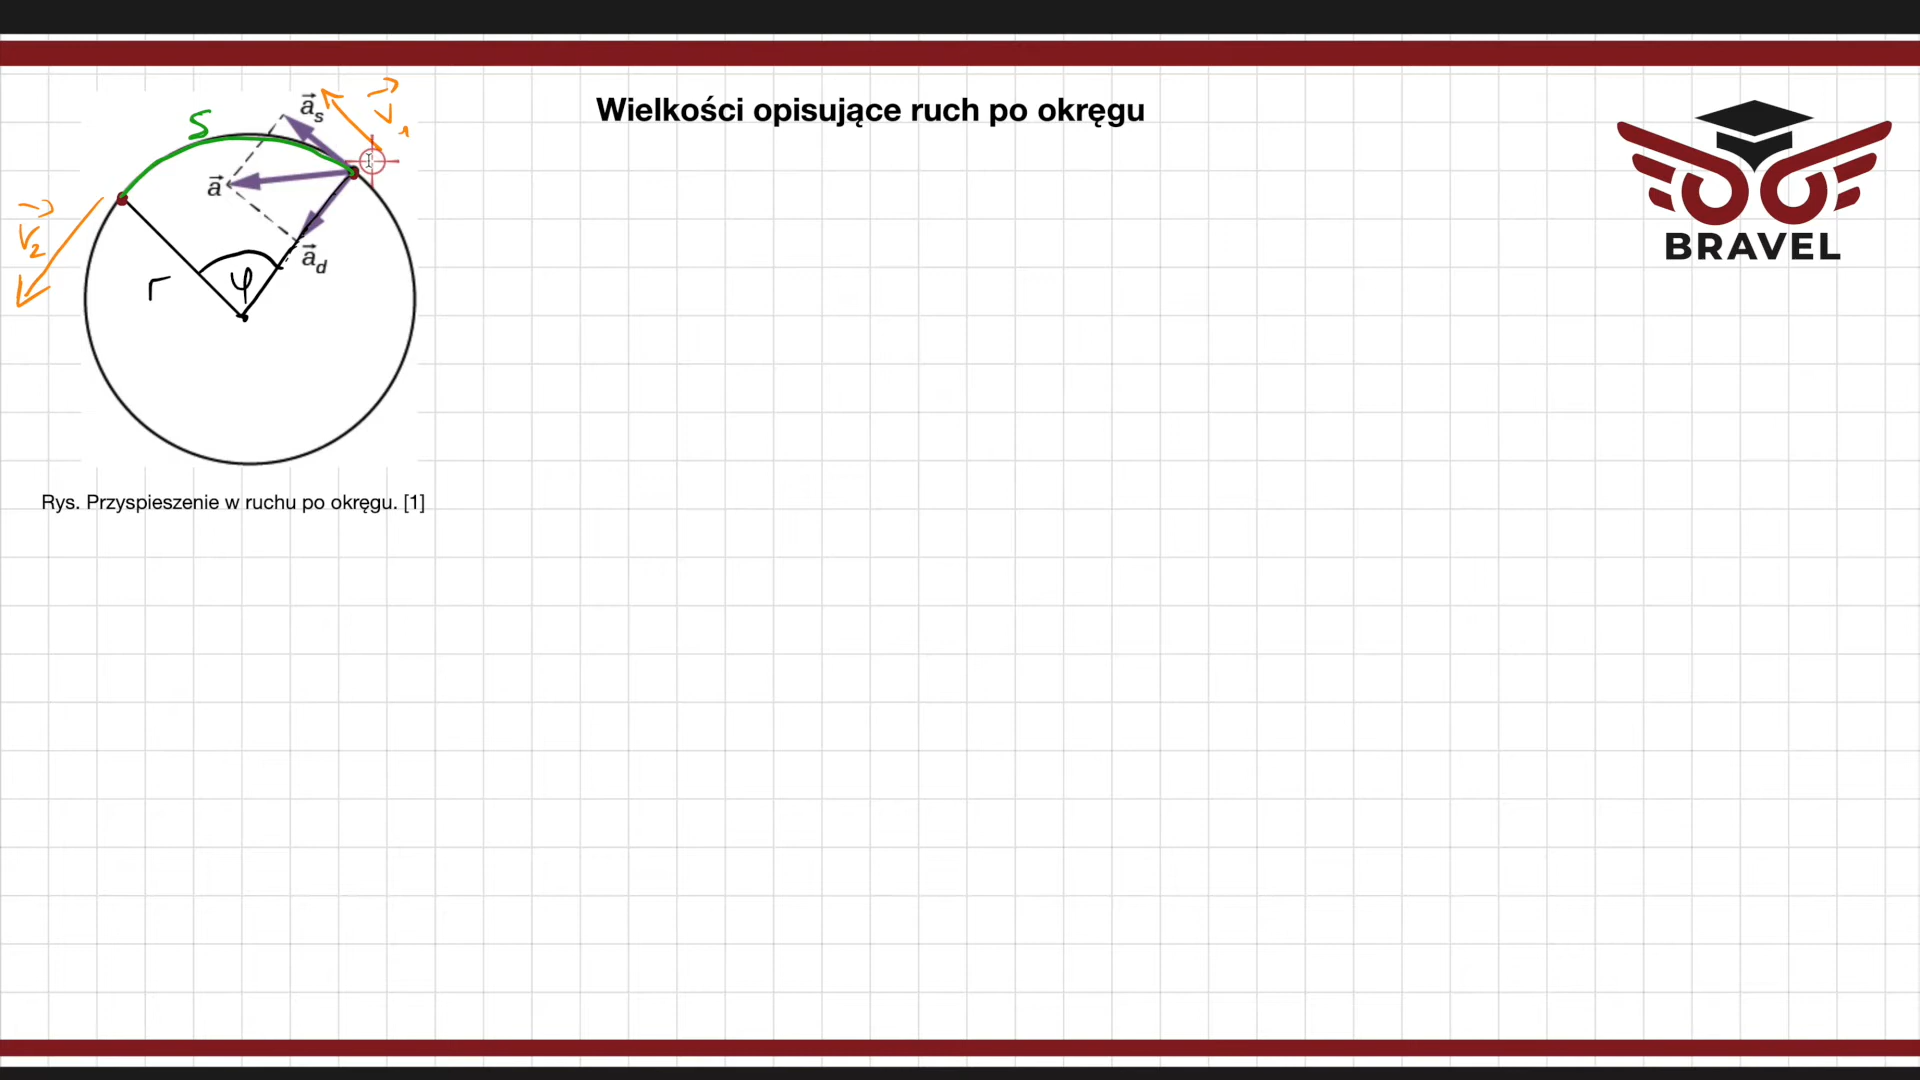 Wielkości opisujące ruch po okręgu
BRAVEL
S
a⃗s
v⃗1
a⃗
v⃗2
a⃗d
r
φ
Rys. Przyspieszenie w ruchu po okręgu. [1]